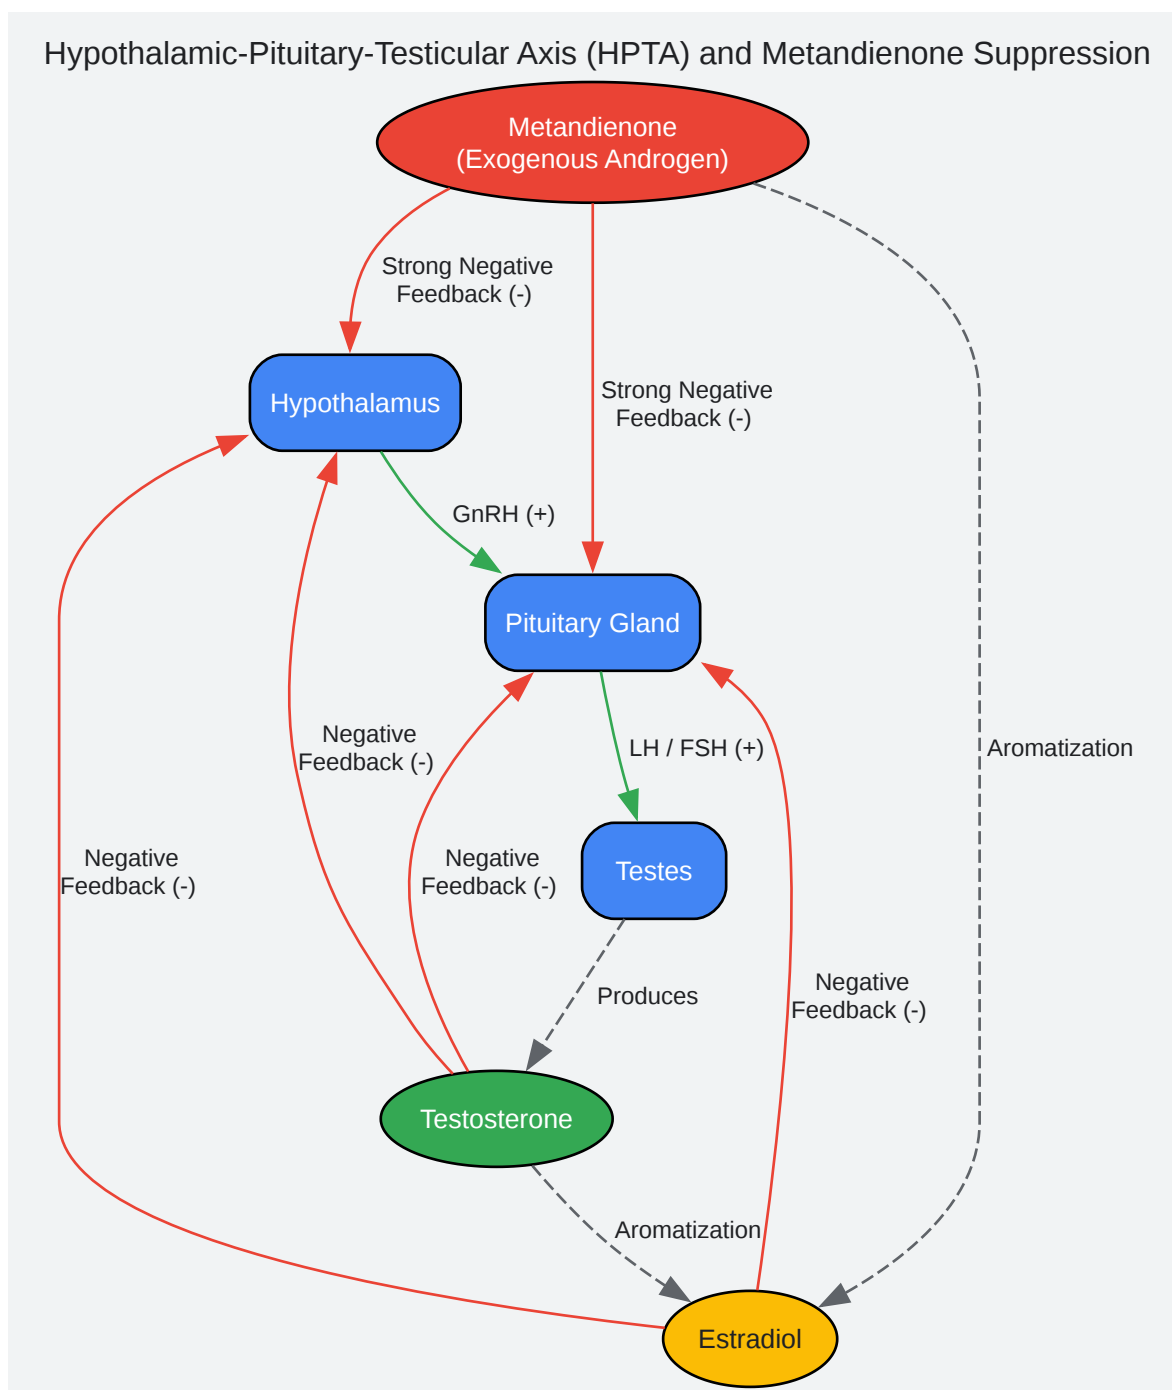 Hypothalamic-Pituitary-Testicular Axis (HPTA) and Metandienone Suppression
Metandienone
(Exogenous Androgen)
Strong Negative
Feedback (-)
Hypothalamus
Strong Negative
Feedback (-)
GnRH (+)
Pituitary Gland
Negative
Feedback (-)
LH / FSH (+)
Aromatization
Negative
Feedback (-)
Negative
Feedback (-)
Testes
Produces
Negative
Feedback (-)
Testosterone
Aromatization
Estradiol